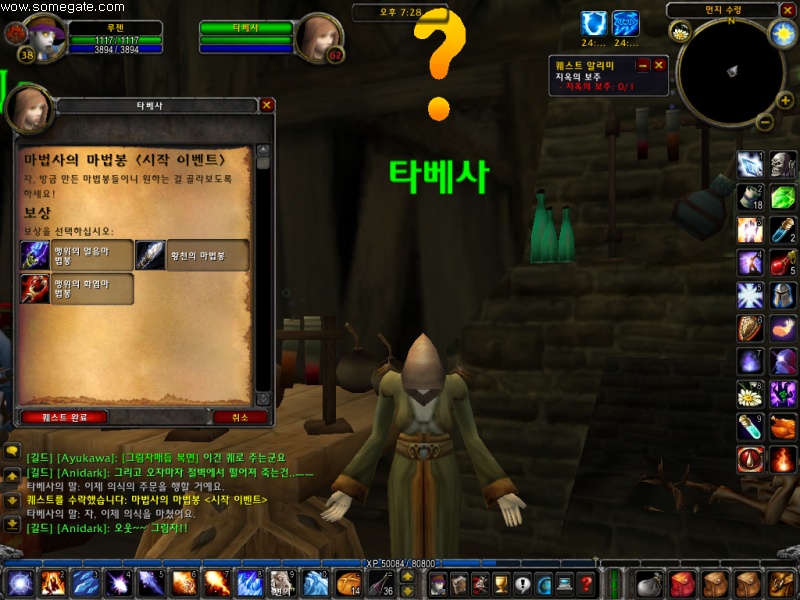 www.somegate.com
루젠
1117 / 1117
3894 / 3894
38
타베사
62
오후 7:28
24:...
24:...
먼지 수렁
N
퀘스트 알리미
지옥의 보주
- 지옥의 보주: 0/1
타베사
마법사의 마법봉 <시작 이벤트>
자, 방금 만든 마법봉들이니 원하는 걸 골라보도록
하세요!
보상
보상을 선택하십시오:
맹위의 얼음마
법봉
황천의 마법봉
맹위의 화염마
법봉
퀘스트 완료
취소
타베사
[길드] [Ayukawa]: [그림자매듭 복면] 이건 퀘로 주는군요
[길드] [Anidark]: 그리고 오자마자 절벽에서 떨어져 죽는건..ㅡㅡ
타베사의 말: 이제 의식의 주문을 행할 거예요.
퀘스트를 수락했습니다: 마법사의 마법봉 <시작 이벤트>
타베사의 말: 자, 이제 의식을 마쳤어요.
[길드] [Anidark]: 오옷~~ 그림자!!
XP 50084 / 80800